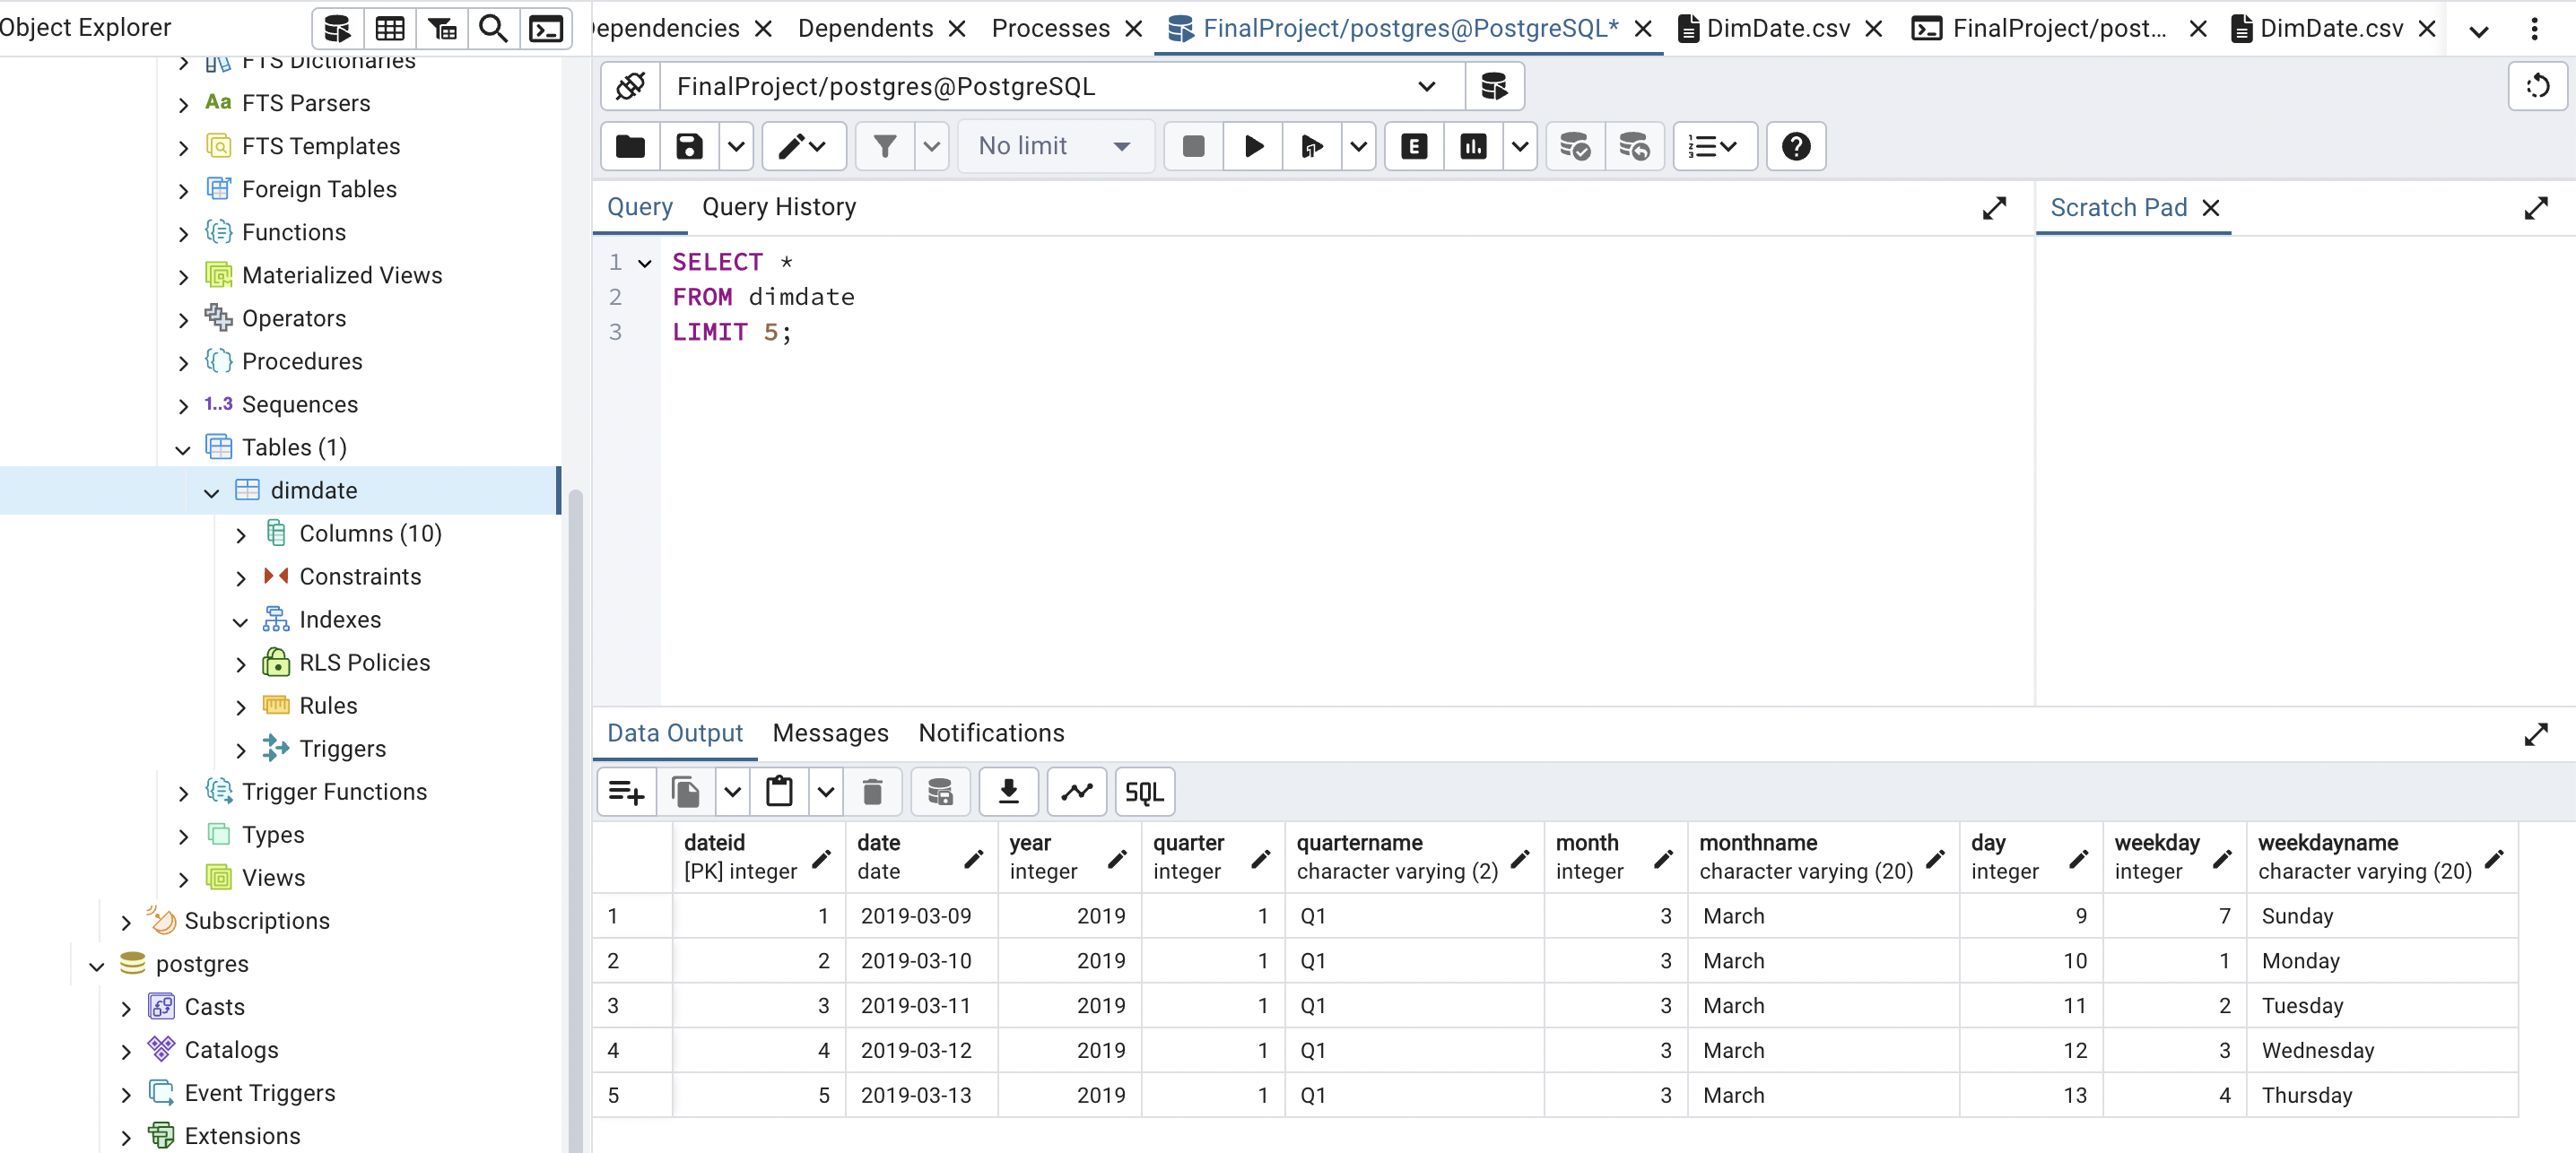 Object Explorer
Dependencies
Dependents
Processes
FinalProject/postgres@PostgreSQL*
DimDate.csv
FinalProject/post...
DimDate.csv
FTS Dictionaries
Aa FTS Parsers
FTS Templates
Foreign Tables
Functions
Materialized Views
Operators
Procedures
1..3 Sequences
Tables (1)
dimdate
Columns (10)
Constraints
Indexes
RLS Policies
Rules
Triggers
Trigger Functions
Types
Views
Subscriptions
postgres
Casts
Catalogs
Event Triggers
Extensions
FinalProject/postgres@PostgreSQL
No limit
E
Query Query History
Scratch Pad
1 SELECT *
2 FROM dimdate
3 LIMIT 5;
Data Output Messages Notifications
SQL
dateid date year quarter quartername month monthname day weekday weekdayname
[PK] integer date integer integer character varying (2) integer character varying (20) integer integer character varying (20)
1 1 2019-03-09 2019 1 Q1 3 March 9 7 Sunday
2 2 2019-03-10 2019 1 Q1 3 March 10 1 Monday
3 3 2019-03-11 2019 1 Q1 3 March 11 2 Tuesday
4 4 2019-03-12 2019 1 Q1 3 March 12 3 Wednesday
5 5 2019-03-13 2019 1 Q1 3 March 13 4 Thursday